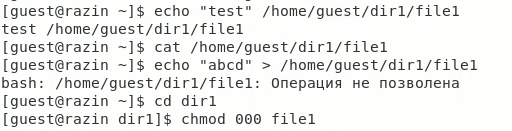 [guest@razin ~]$ echo "test" /home/guest/dir1/file1
test /home/guest/dir1/file1
[guest@razin ~]$ cat /home/guest/dir1/file1
[guest@razin ~]$ echo "abcd" > /home/guest/dir1/file1
bash: /home/guest/dir1/file1: Операция не позволена
[guest@razin ~]$ cd dir1
[guest@razin dir1]$ chmod 000 file1